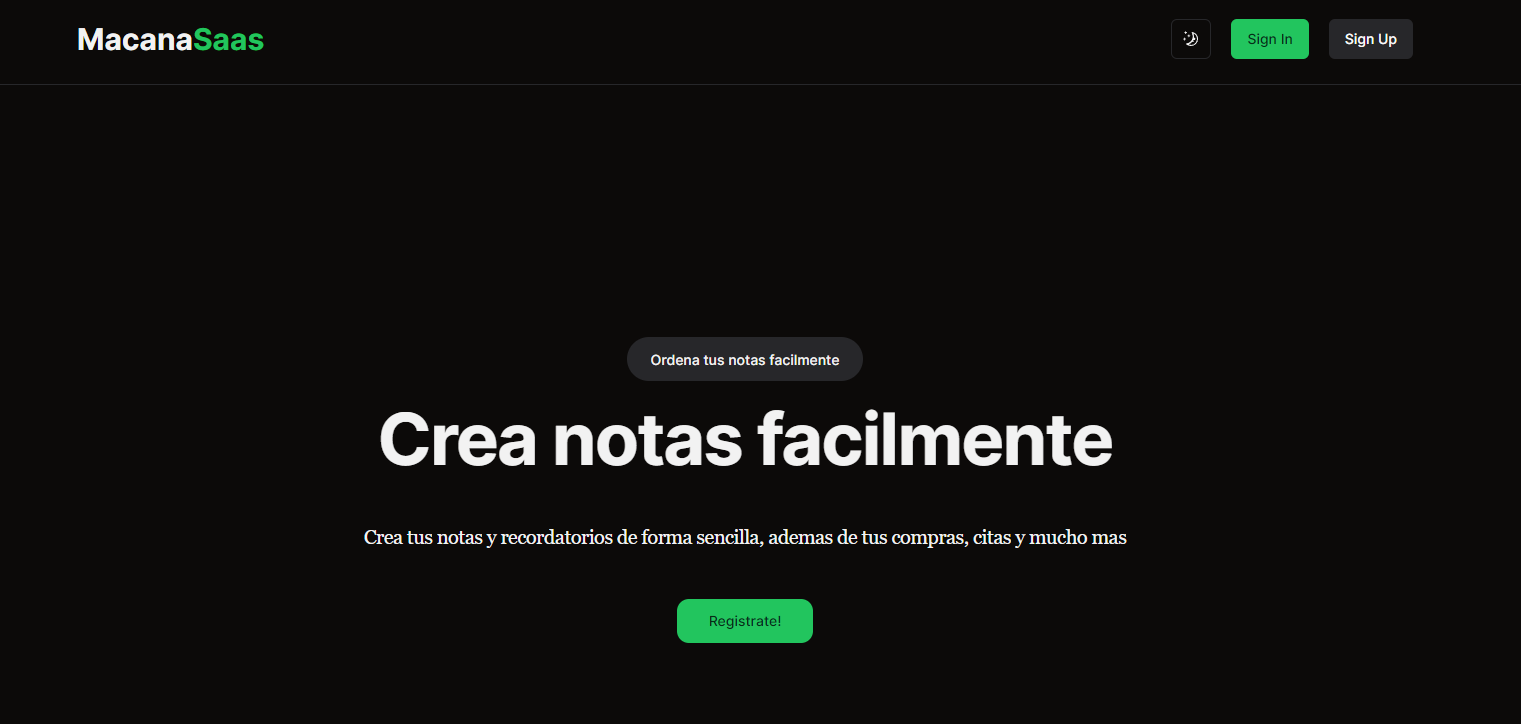 MacanaSaas
Sign In
Sign Up
Ordena tus notas facilmente
Crea notas facilmente
Crea tus notas y recordatorios de forma sencilla, ademas de tus compras, citas y mucho mas
Registrate!